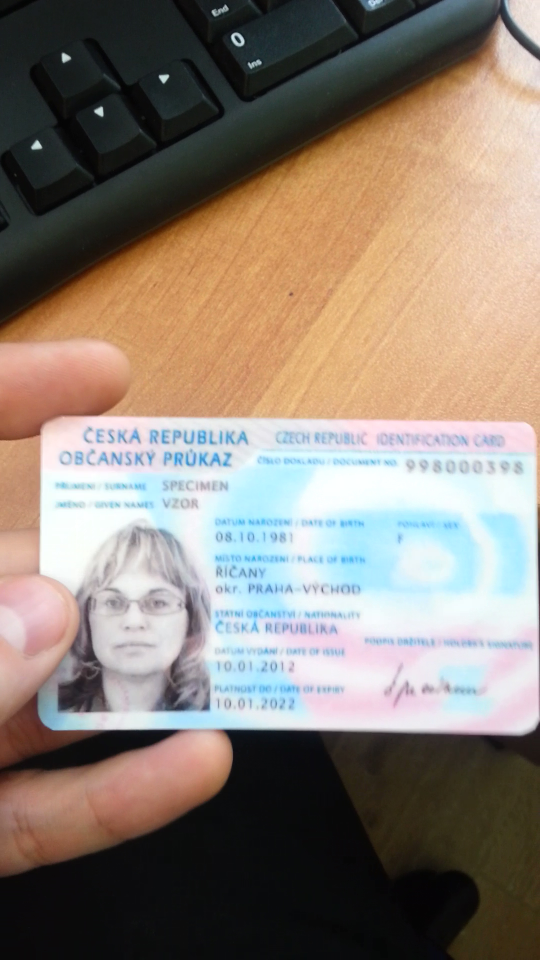 End
0
Ins
ČESKÁ REPUBLIKA CZECH REPUBLIC IDENTIFICATION CARD
OBČANSKÝ PRŮKAZ ČÍSLO DOKLADU / DOCUMENT NO. 998000398
PŘÍJMENÍ / SURNAME SPECIMEN
JMÉNO / GIVEN NAMES VZOR
DATUM NAROZENÍ / DATE OF BIRTH POHLAVÍ / SEX
08.10.1981 F
MÍSTO NAROZENÍ / PLACE OF BIRTH
ŘÍČANY
okr. PRAHA-VÝCHOD
STÁTNÍ OBČANSTVÍ / NATIONALITY
ČESKÁ REPUBLIKA
PODPIS DRŽITELE / HOLDER'S SIGNATURE
DATUM VYDÁNÍ / DATE OF ISSUE
10.01.2012
PLATNOST DO / DATE OF EXPIRY
10.01.2022